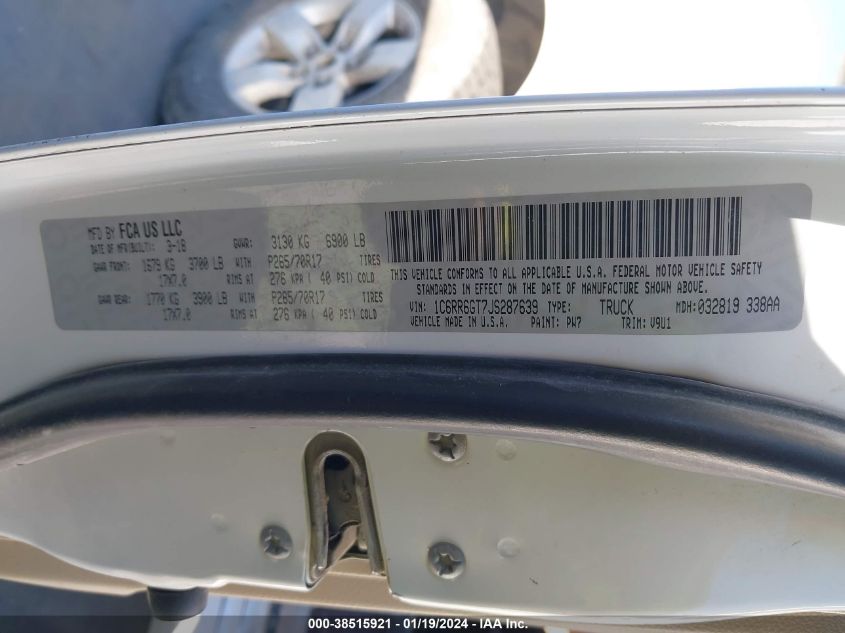 MFD BY FCA US LLC
DATE OF MFR(BUILT): 3-18 GVWR: 3130 KG 6900 LB
GAWR FRONT: 1679 KG 3700 LB WITH P265/70R17 TIRES
17X7.0 RIMS AT 276 KPA ( 40 PSI) COLD
GAWR REAR: 1770 KG 3900 LB WITH P265/70R17 TIRES
17X7.0 RIMS AT 276 KPA ( 40 PSI) COLD
THIS VEHICLE CONFORMS TO ALL APPLICABLE U.S.A. FEDERAL MOTOR VEHICLE SAFETY
STANDARDS IN EFFECT ON THE DATE OF MANUFACTURE SHOWN ABOVE.
VIN: 1C6RR6GT7JS287639 TYPE: TRUCK MDH: 032819 338AA
VEHICLE MADE IN U.S.A. PAINT: PW7 TRIM: V9U1
000-38515921 - 01/19/2024 - IAA Inc.